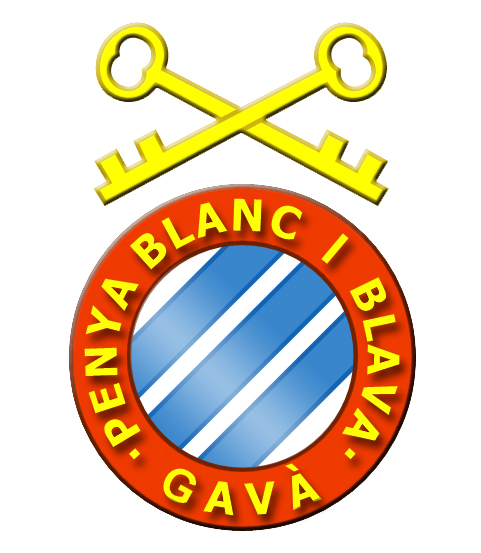 · PENYA BLANC I BLAVA ·
GAVÀ